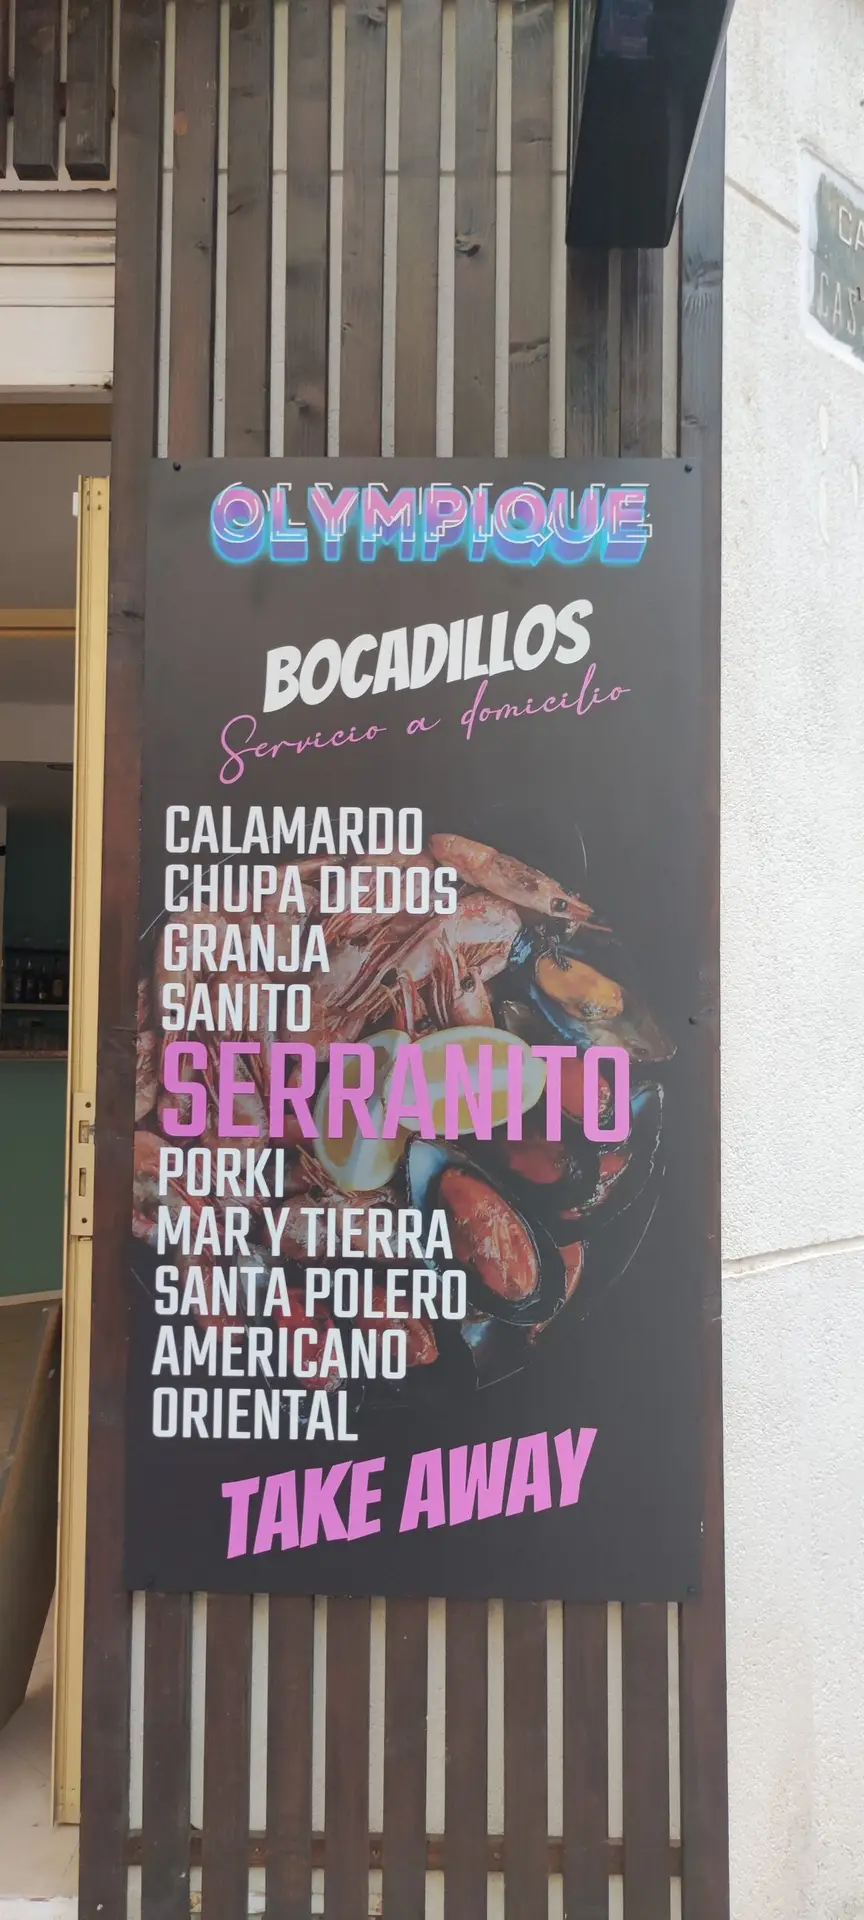 OLYMPIQUE
BOCADILLOS
Servicio a domicilio
CALAMARDO
CHUPA DEDOS
GRANJA
SANITO
SERRANITO
PORKI
MAR Y TIERRA
SANTA POLERO
AMERICANO
ORIENTAL
TAKE AWAY